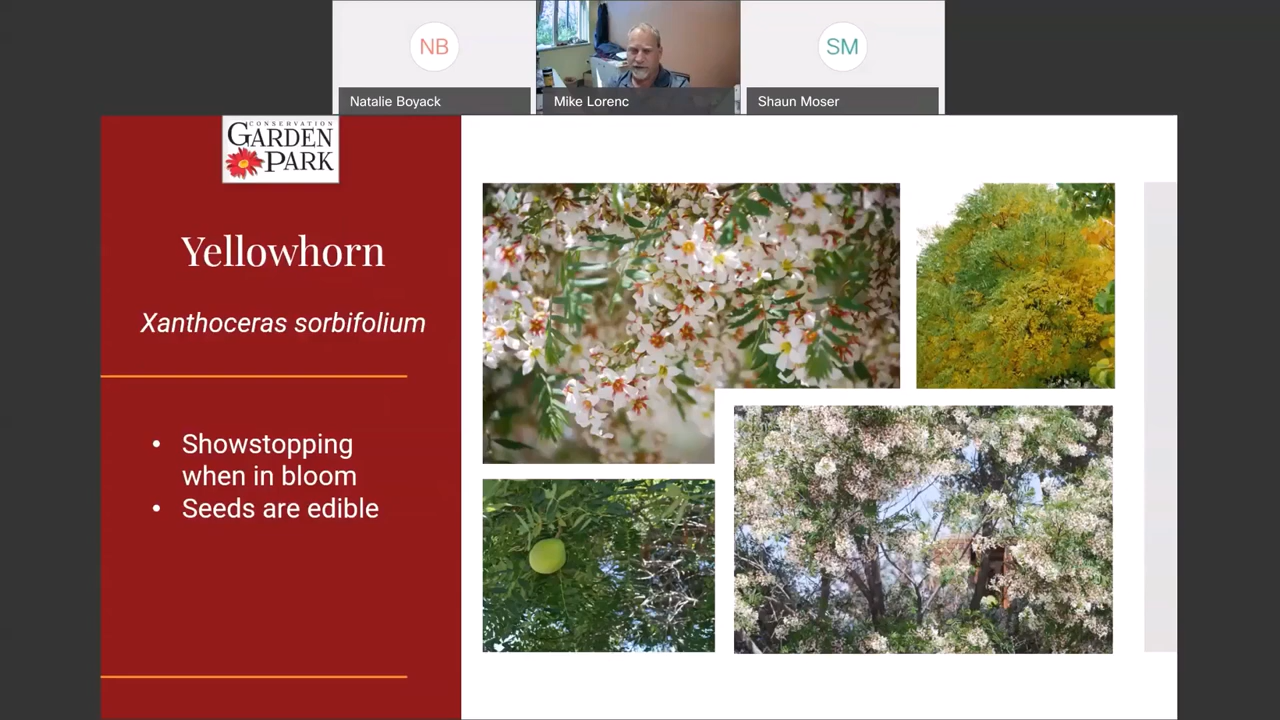 NB
SM
Natalie Boyack
Mike Lorenc
Shaun Moser
CONSERVATION
GARDEN
PARK
Yellowhorn
Xanthoceras sorbifolium
• Showstopping
when in bloom
• Seeds are edible